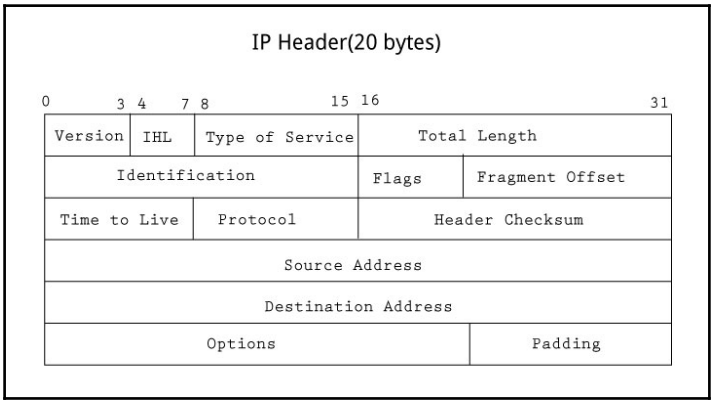 IP Header(20 bytes)
0 3 4 7 8 15 16 31
Version IHL Type of Service Total Length
Identification Flags Fragment Offset
Time to Live Protocol Header Checksum
Source Address
Destination Address
Options Padding